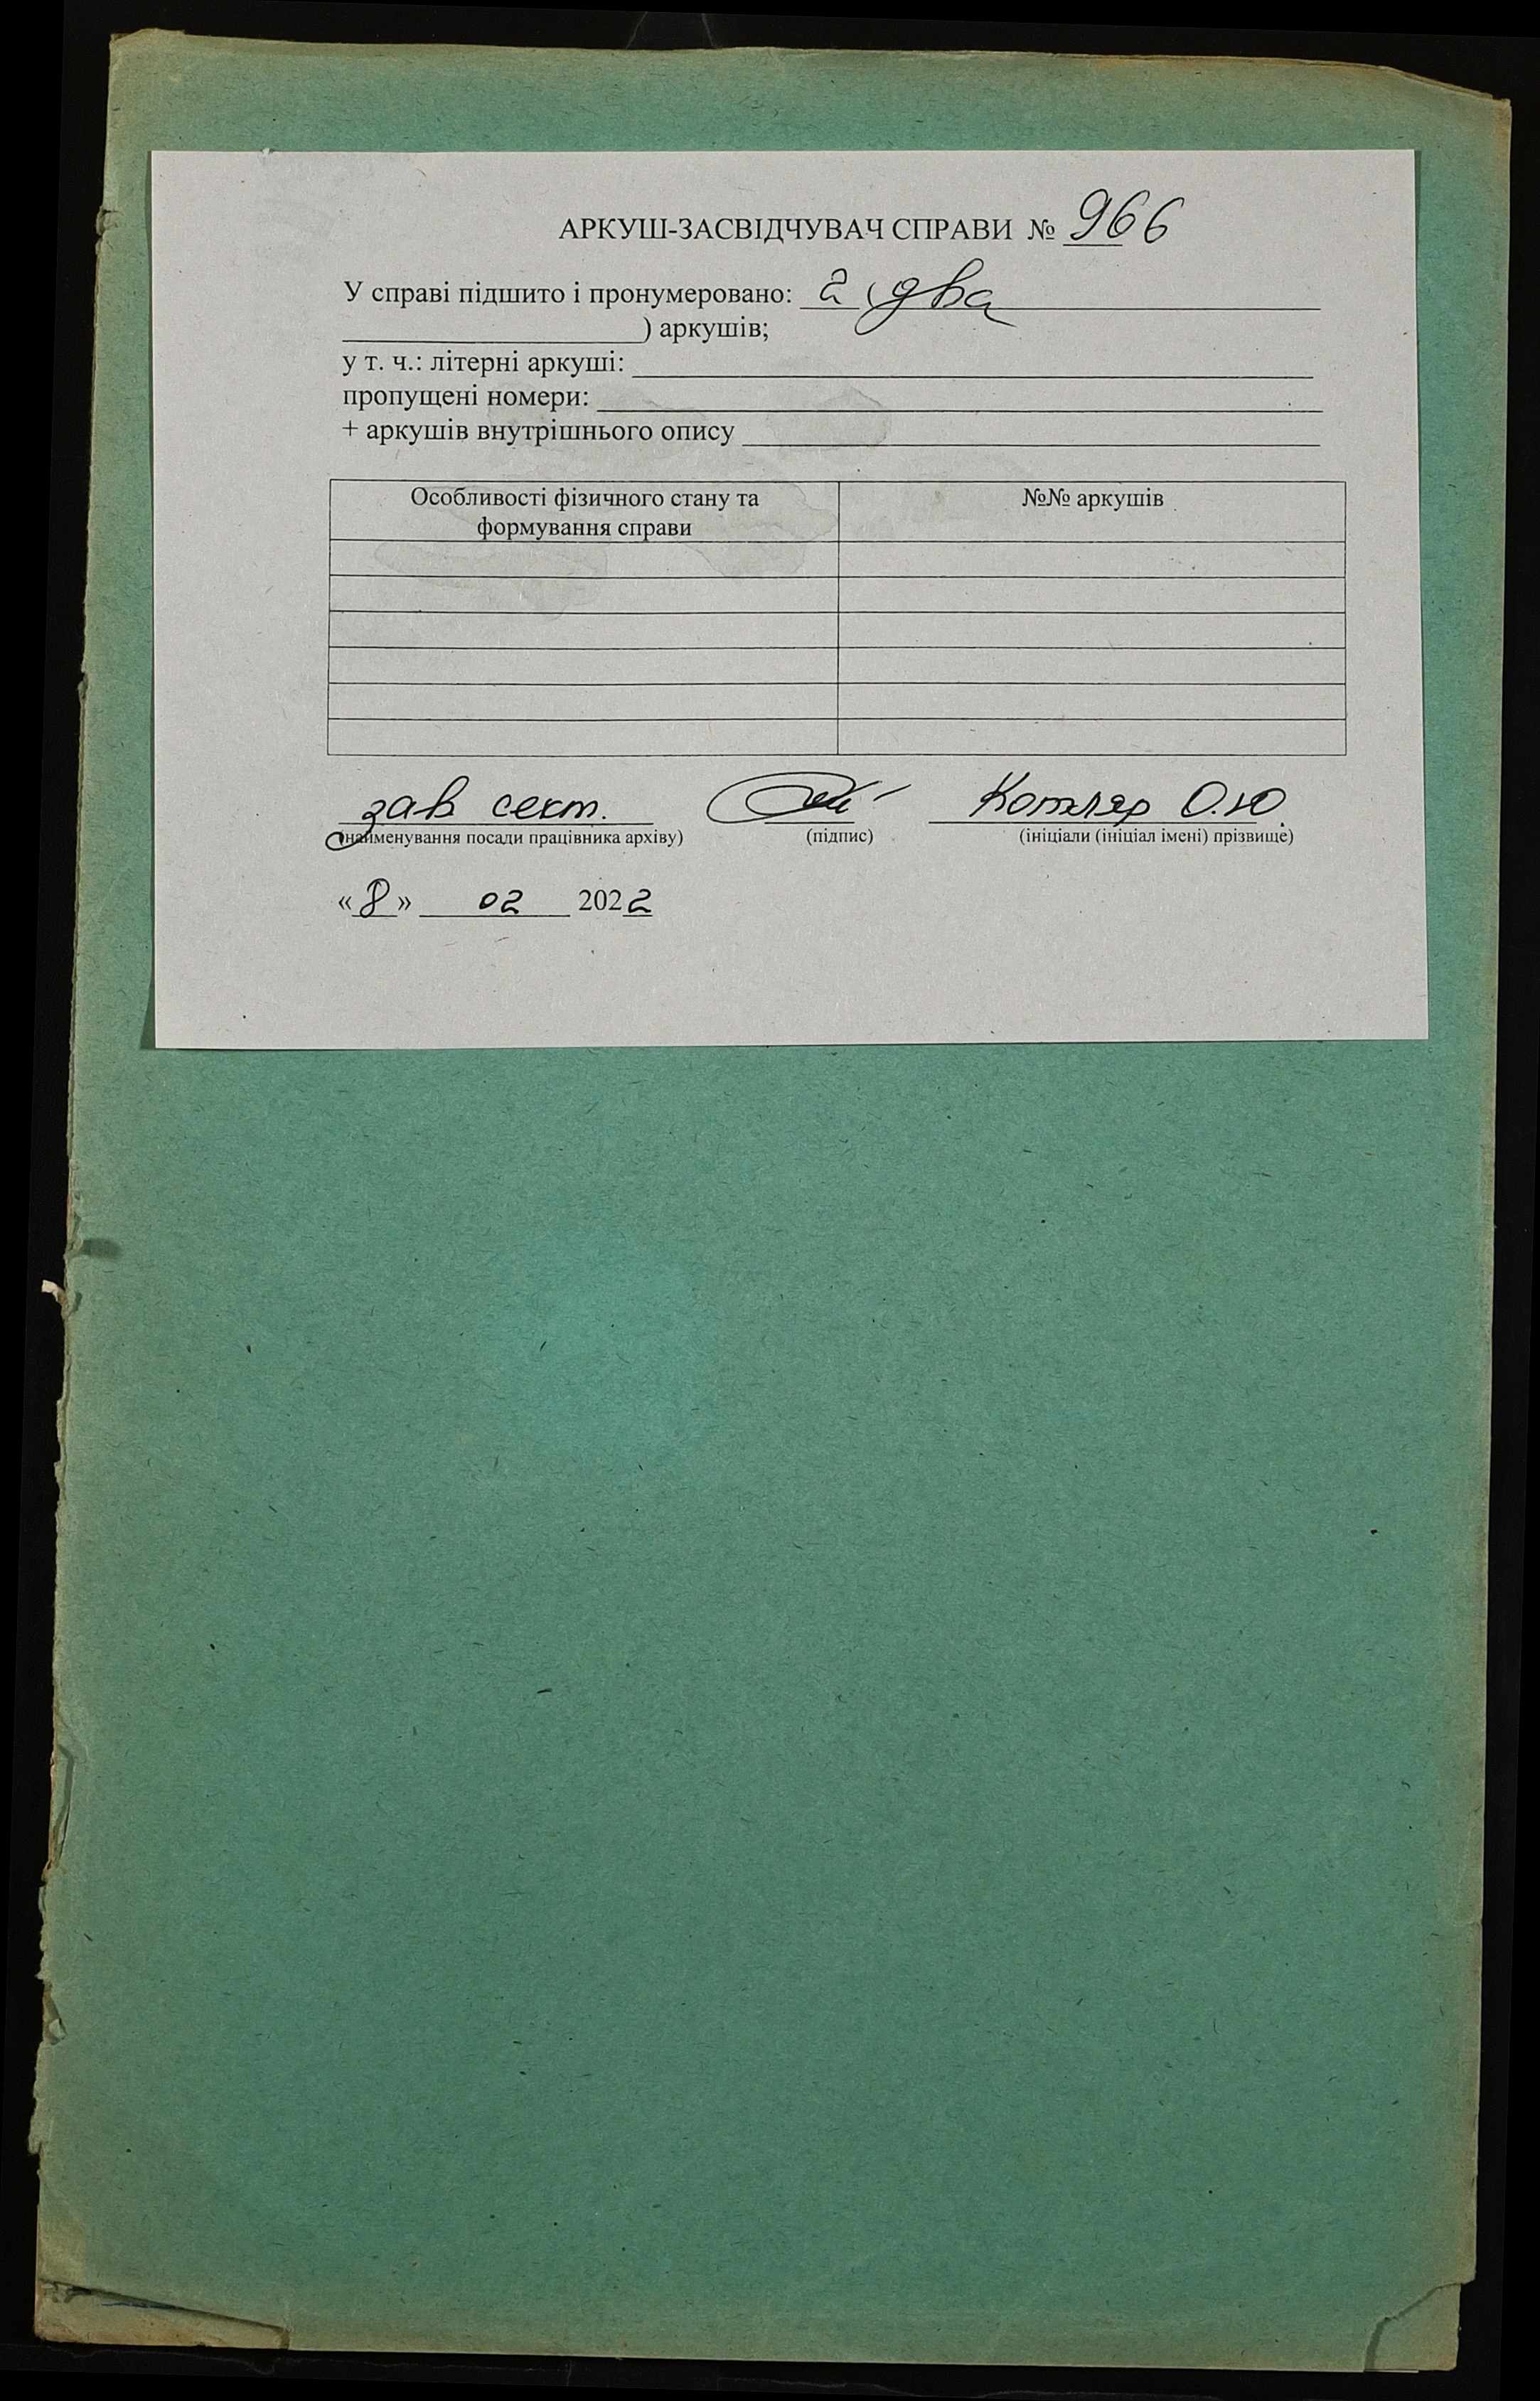 АРКУШ-ЗАСВІДЧУВАЧ СПРАВИ № 966
У справі підшито і пронумеровано: 2 (два
) аркушів;
у т. ч.: літерні аркуші:
пропущені номери:
+ аркушів внутрішнього опису
Особливості фізичного стану та формування справи №№ аркушів
зав сект. Котляр О.Ю.
(найменування посади працівника архіву) (підпис) (ініціали (ініціал імені) прізвище)
«8» 02 2022